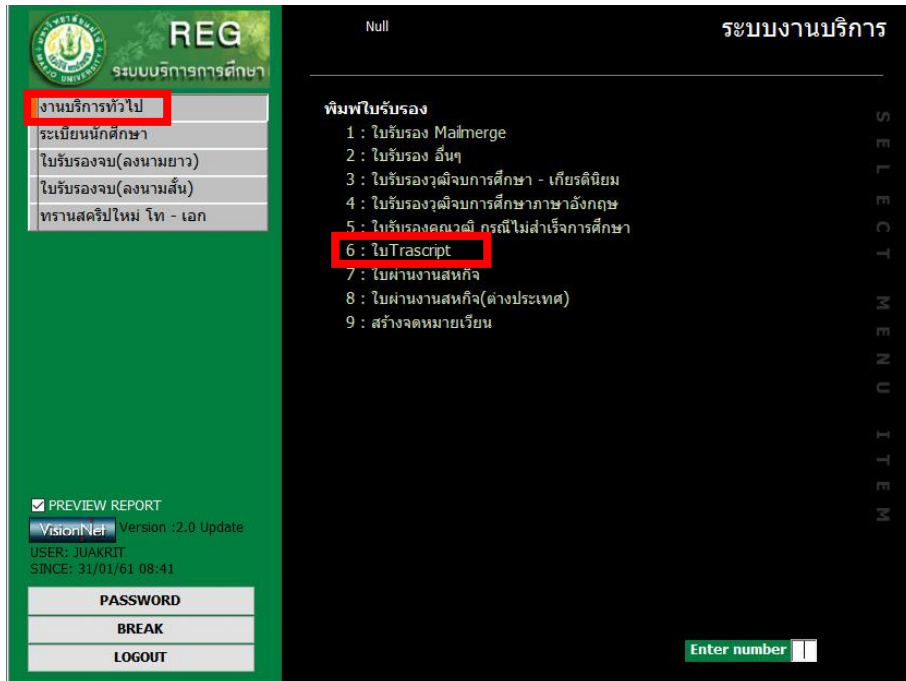 REG
ระบบบริการการศึกษา
งานบริการทั่วไป
ระเบียนนักศึกษา
ใบรับรองจบ(ลงนามยาว)
ใบรับรองจบ(ลงนามสั้น)
ทรานสคริปใหม่ โท - เอก
PREVIEW REPORT
VisionNet Version :2.0 Update
USER: JUAKRIT
SINCE: 31/01/61 08:41
PASSWORD
BREAK
LOGOUT
Null
ระบบงานบริการ
พิมพ์ใบรับรอง
1 : ใบรับรอง Mailmerge
2 : ใบรับรอง อื่นๆ
3 : ใบรับรองวุฒิจบการศึกษา - เกียรตินิยม
4 : ใบรับรองวุฒิจบการศึกษาภาษาอังกฤษ
5 : ใบรับรองคุณวุฒิ กรณีไม่สำเร็จการศึกษา
6 : ใบTrascript
7 : ใบผ่านงานสหกิจ
8 : ใบผ่านงานสหกิจ(ต่างประเทศ)
9 : สร้างจดหมายเวียน
SELECT MENU ITEM
Enter number